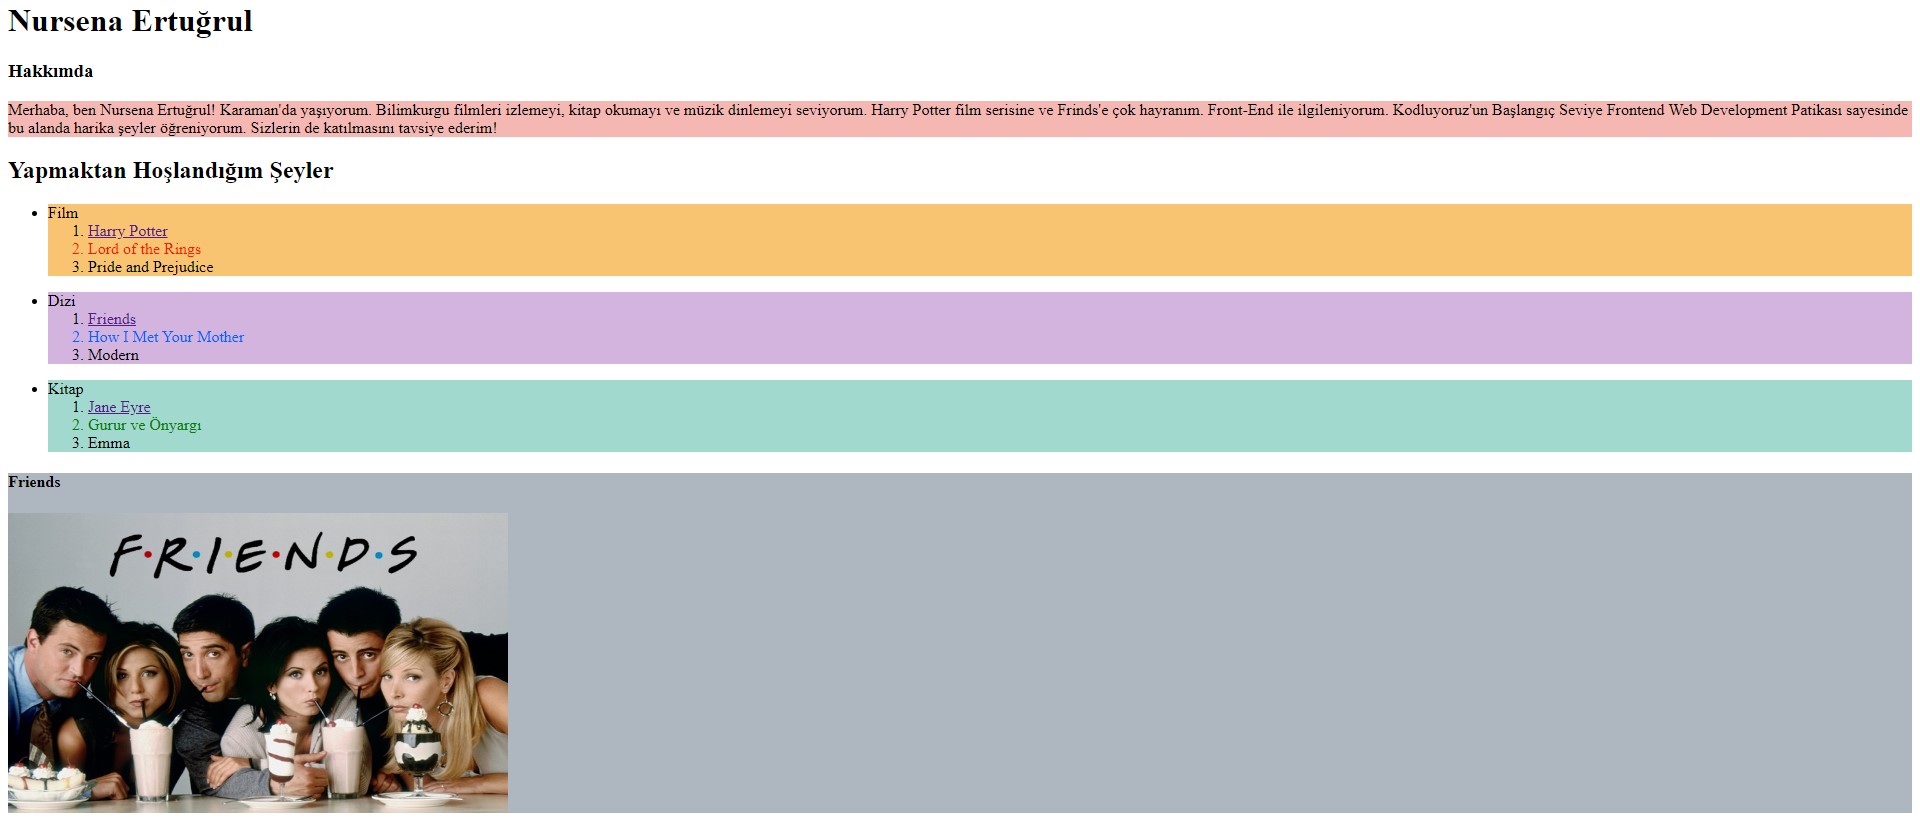 Nursena Ertuğrul
Hakkımda
Merhaba, ben Nursena Ertuğrul! Karaman'da yaşıyorum. Bilimkurgu filmleri izlemeyi, kitap okumayı ve müzik dinlemeyi seviyorum. Harry Potter film serisine ve Frinds'e çok hayranım. Front-End ile ilgileniyorum. Kodluyoruz'un Başlangıç Seviye Frontend Web Development Patikası sayesinde
bu alanda harika şeyler öğreniyorum. Sizlerin de katılmasını tavsiye ederim!
Yapmaktan Hoşlandığım Şeyler
• Film
1. Harry Potter
2. Lord of the Rings
3. Pride and Prejudice
• Dizi
1. Friends
2. How I Met Your Mother
3. Modern
• Kitap
1. Jane Eyre
2. Gurur ve Önyargı
3. Emma
Friends
F•R•I•E•N•D•S